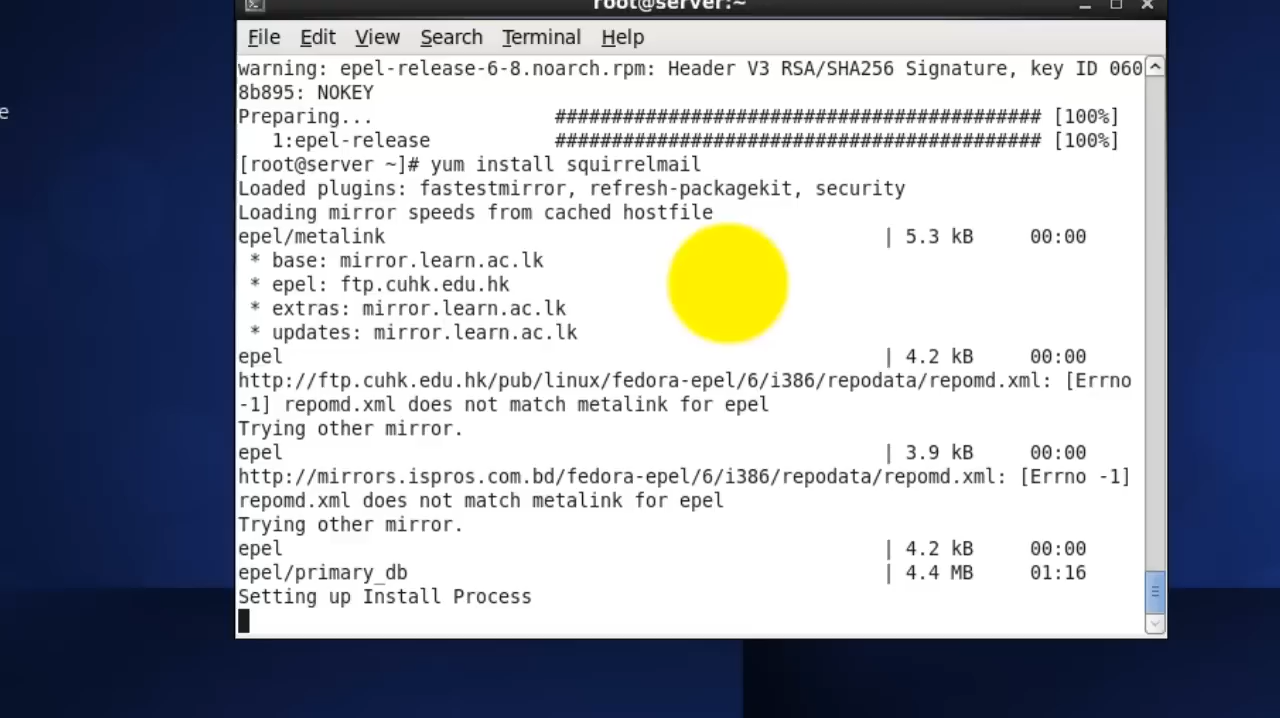 root@server:~
File Edit View Search Terminal Help
warning: epel-release-6-8.noarch.rpm: Header V3 RSA/SHA256 Signature, key ID 060
8b895: NOKEY
Preparing... ########################################### [100%]
1:epel-release ########################################### [100%]
[root@server ~]# yum install squirrelmail
Loaded plugins: fastestmirror, refresh-packagekit, security
Loading mirror speeds from cached hostfile
epel/metalink | 5.3 kB 00:00
* base: mirror.learn.ac.lk
* epel: ftp.cuhk.edu.hk
* extras: mirror.learn.ac.lk
* updates: mirror.learn.ac.lk
epel | 4.2 kB 00:00
http://ftp.cuhk.edu.hk/pub/linux/fedora-epel/6/i386/repodata/repomd.xml: [Errno
-1] repomd.xml does not match metalink for epel
Trying other mirror.
epel | 3.9 kB 00:00
http://mirrors.ispros.com.bd/fedora-epel/6/i386/repodata/repomd.xml: [Errno -1]
repomd.xml does not match metalink for epel
Trying other mirror.
epel | 4.2 kB 00:00
epel/primary_db | 4.4 MB 01:16
Setting up Install Process